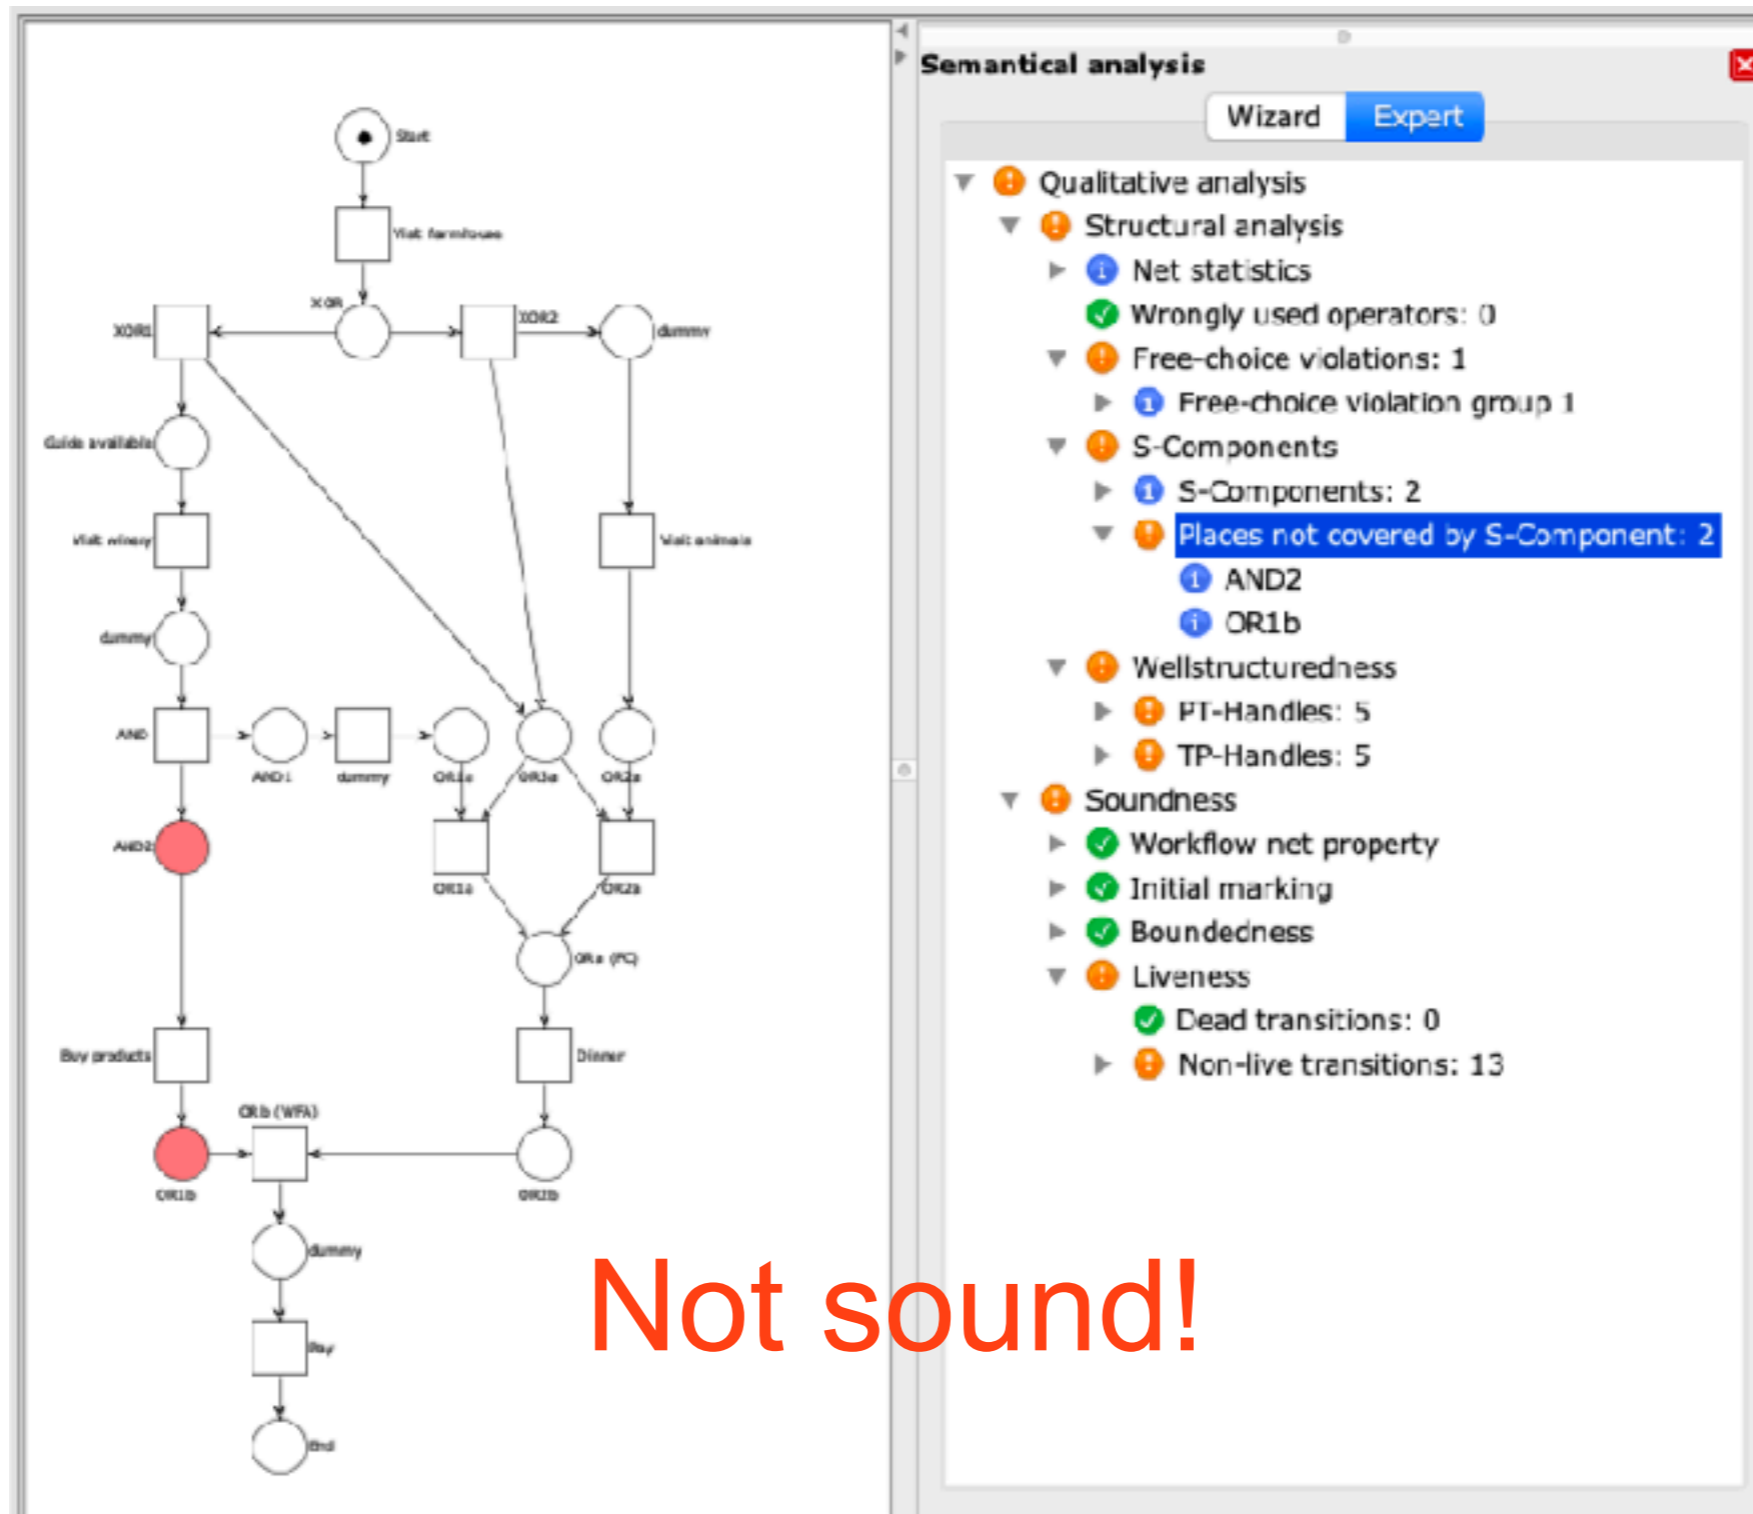 Semantical analysis
Wizard
Expert
Start
Visit farmhouse
XOR
XOR1
XOR2
dummy
Guide available
Visit winery
Visit animals
dummy
AND
AND1
dummy
OR1a
OR3a
OR2a
AND2
OR1a
OR2a
ORa (FC)
Buy products
Dinner
ORb (WFA)
OR1b
OR2b
dummy
Pay
End
Qualitative analysis
Structural analysis
Net statistics
Wrongly used operators: 0
Free-choice violations: 1
Free-choice violation group 1
S-Components
S-Components: 2
Places not covered by S-Component: 2
AND2
OR1b
Wellstructuredness
PT-Handles: 5
TP-Handles: 5
Soundness
Workflow net property
Initial marking
Boundedness
Liveness
Dead transitions: 0
Non-live transitions: 13
Not sound!